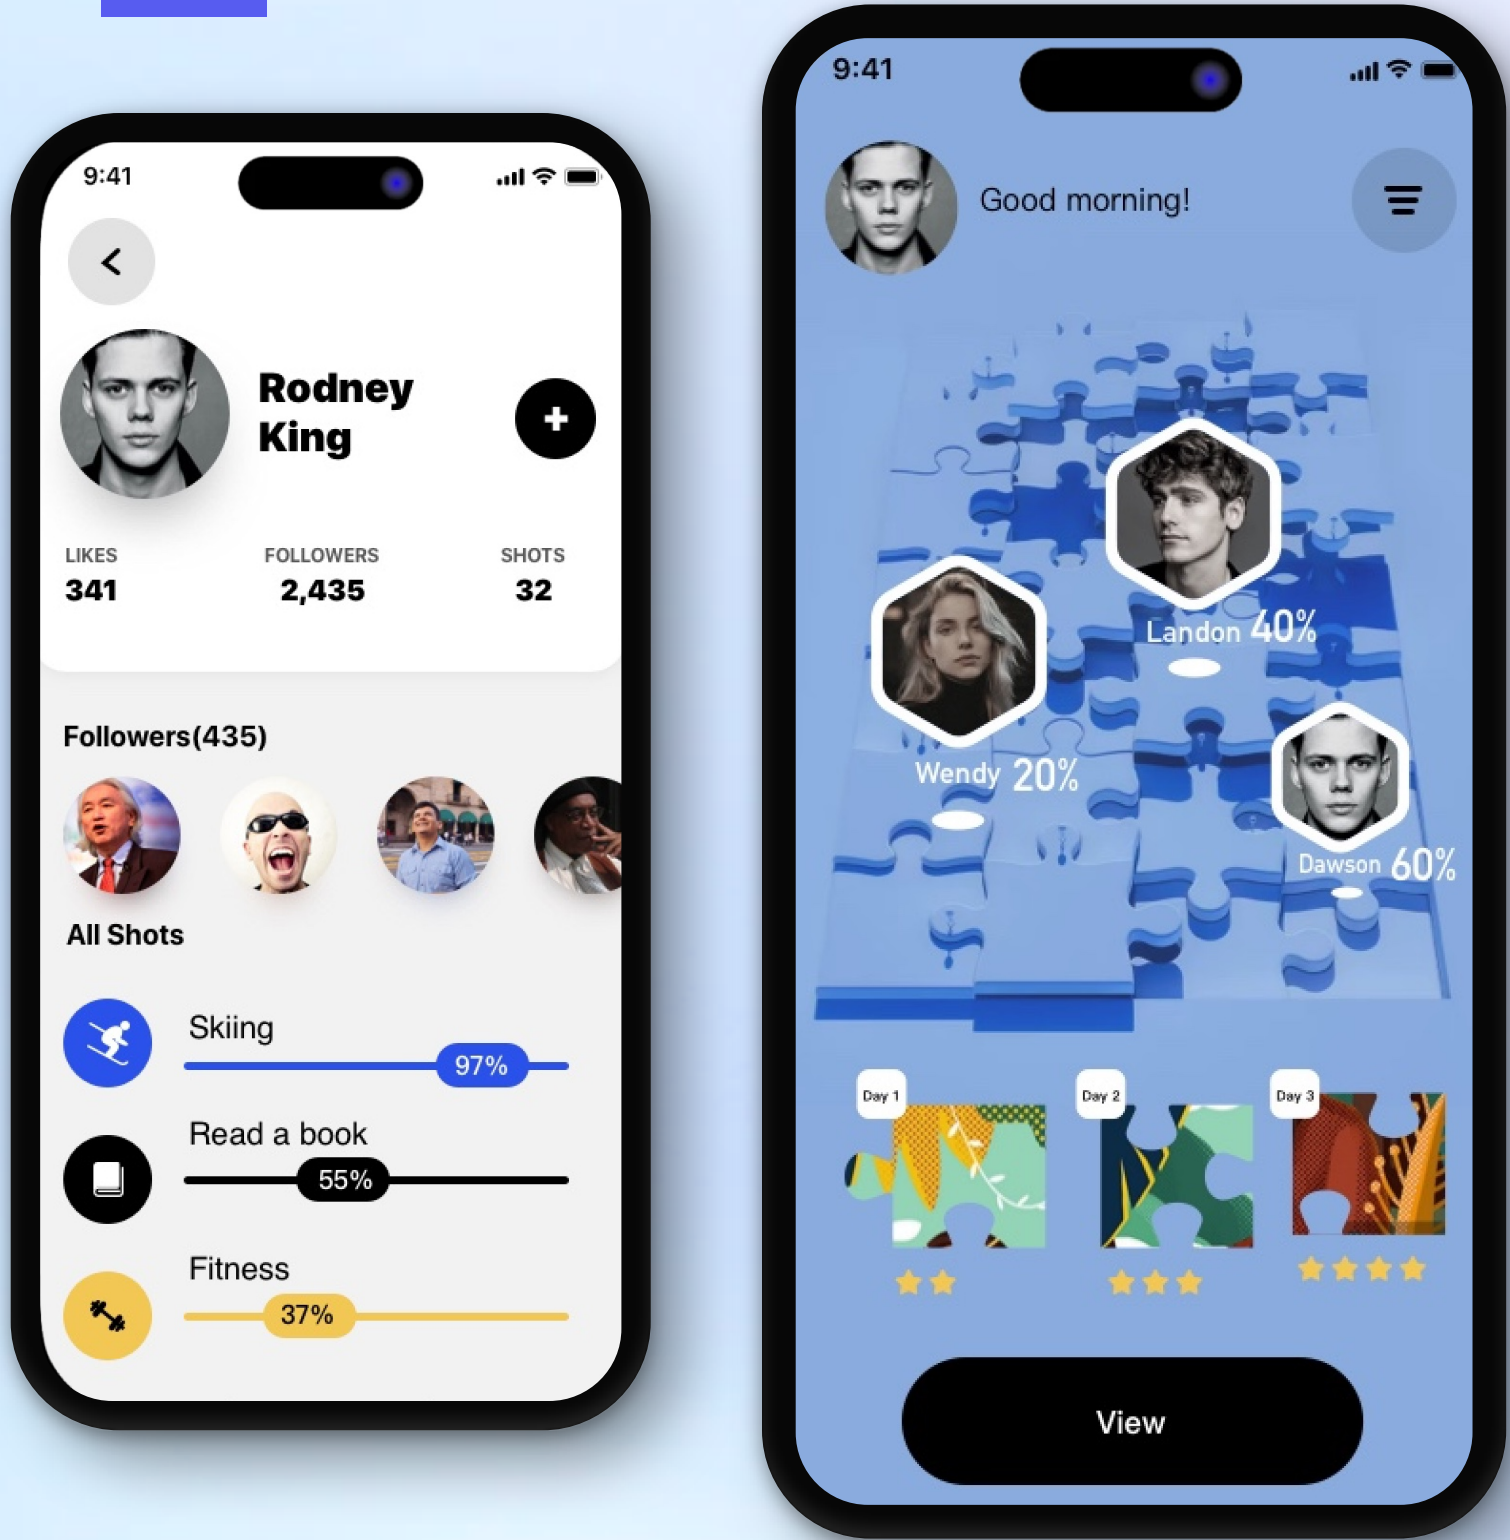 9:41
Rodney
King
LIKES
FOLLOWERS
SHOTS
341
2,435
32
Followers(435)
All Shots
Skiing
97%
Read a book
55%
Fitness
37%
9:41
Good morning!
Landon 40%
Wendy 20%
Dawson 60%
Day 1
Day 2
Day 3
View